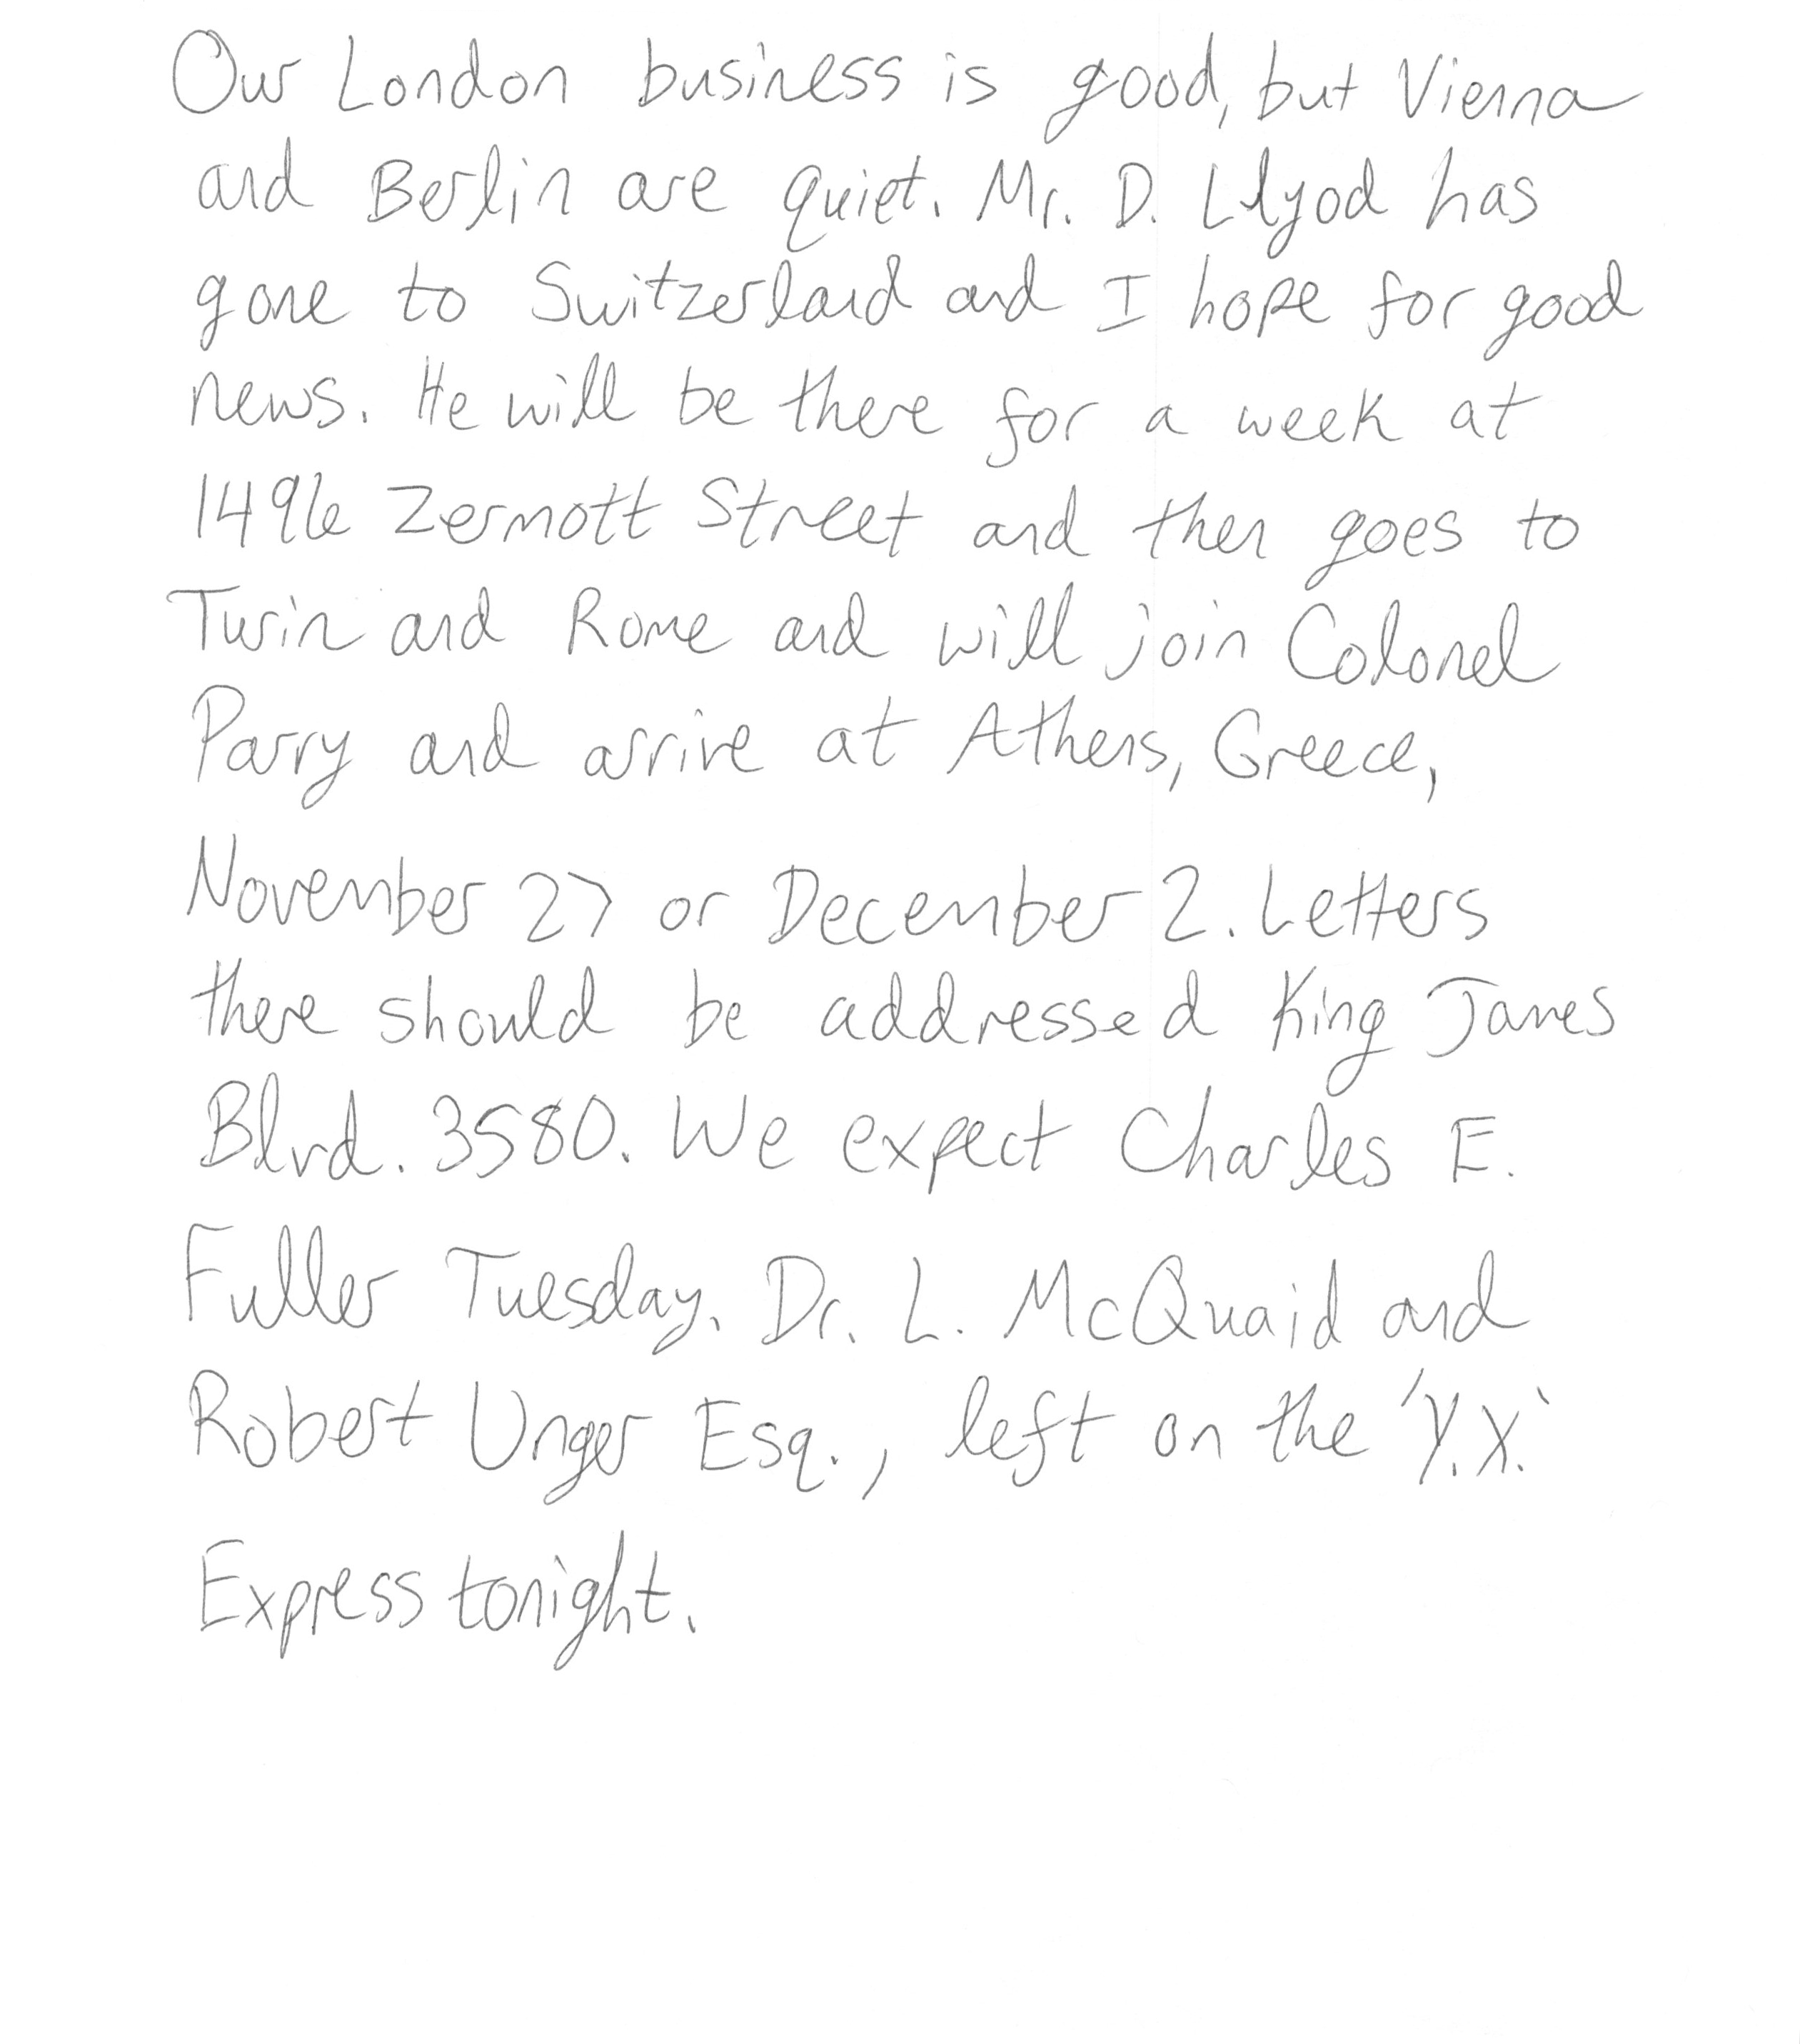 Our London business is good, but Vienna
and Berlin are quiet. Mr. D. Llyod has
gone to Switzerland and I hope for good
news. He will be there for a week at
1496 Zermott Street and then goes to
Turin and Rome and will join Colonel
Parry and arrive at Athens, Greece,
November 27 or December 2. Letters
there should be addressed King James
Blvd. 3580. We expect Charles E.
Fuller Tuesday. Dr. L. McQuaid and
Robert Unger Esq., left on the 'Y.X.'
Express tonight.